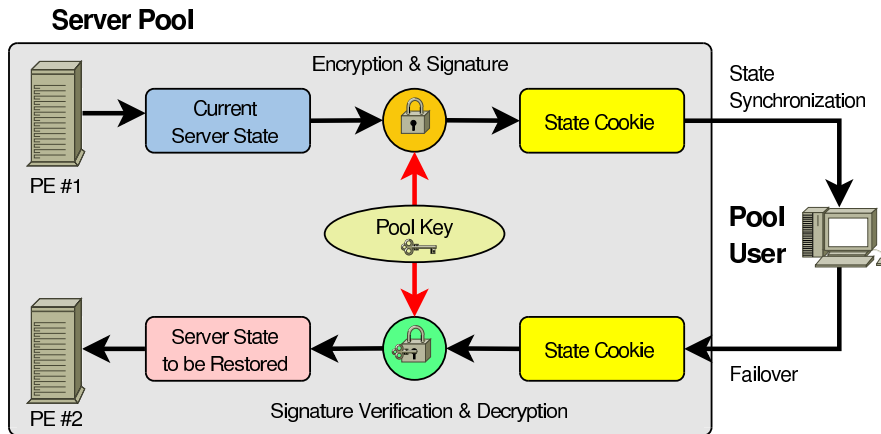 Server Pool
Encryption & Signature
State
Synchronization
Current
Server State
State Cookie
PE #1
Pool Key
Pool
User
Server State
to be Restored
State Cookie
Failover
PE #2
Signature Verification & Decryption